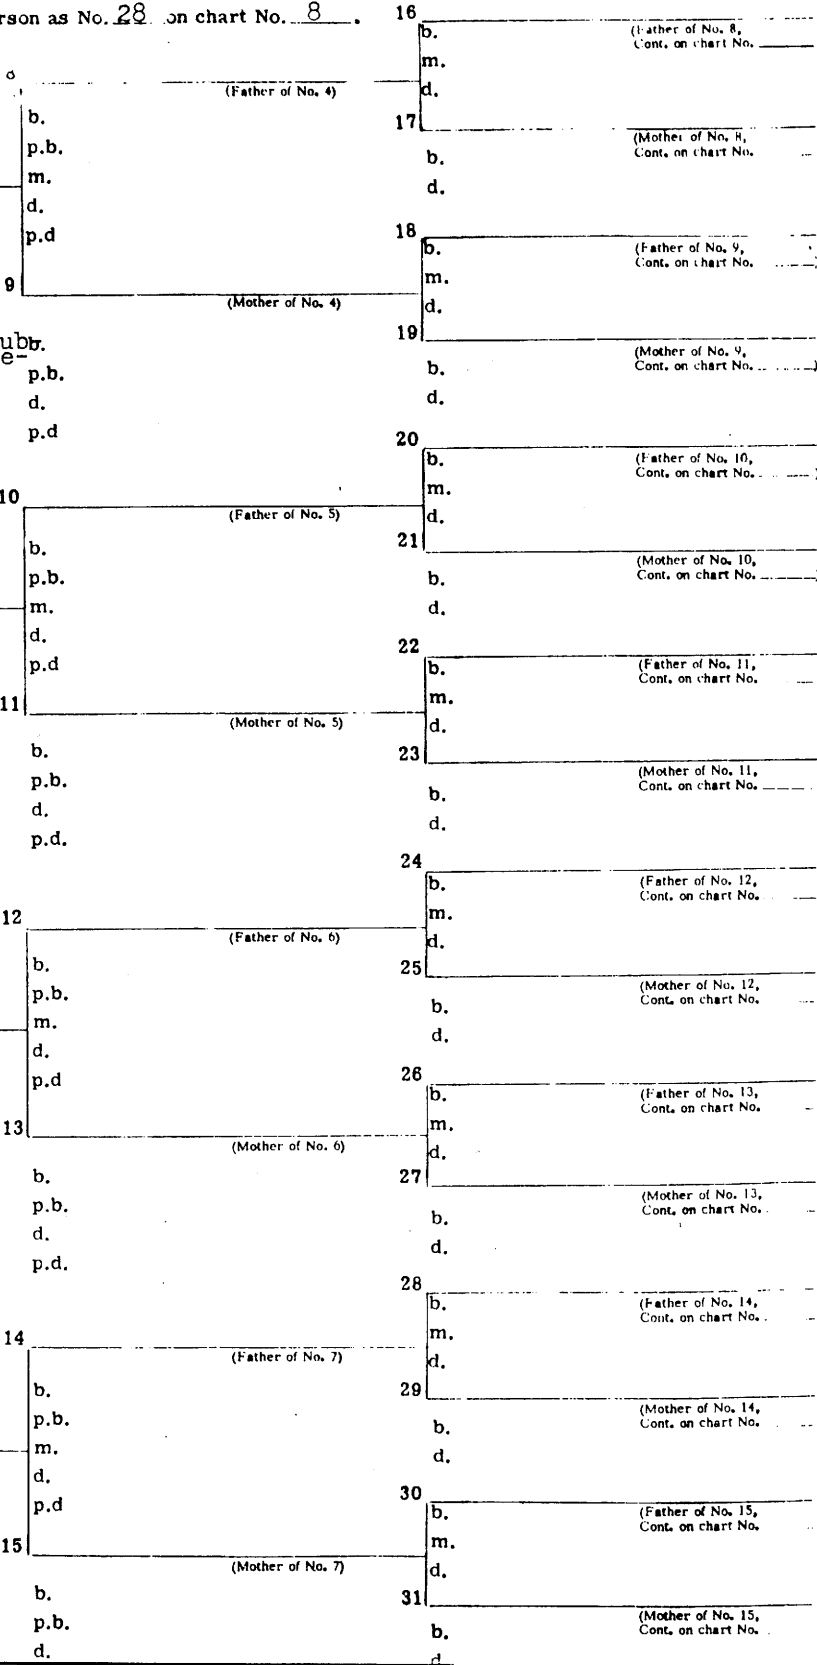 rson as No. 28 on chart No. 8 .
8
(Father of No. 4)
b.
p.b.
m.
d.
p.d
9
(Mother of No. 4)
ub
e-
b.
p.b.
d.
p.d
10
(Father of No. 5)
b.
p.b.
m.
d.
p.d
11
(Mother of No. 5)
b.
p.b.
d.
p.d.
12
(Father of No. 6)
b.
p.b.
m.
d.
p.d
13
(Mother of No. 6)
b.
p.b.
d.
p.d.
14
(Father of No. 7)
b.
p.b.
m.
d.
p.d
15
(Mother of No. 7)
b.
p.b.
d.
16
b. (Father of No. 8,
Cont. on chart No.
m.
d.
17
(Mother of No. 8,
Cont. on chart No.
b.
d.
18
b. (Father of No. 9,
Cont. on chart No. )
m.
d.
19
(Mother of No. 9,
Cont. on chart No. )
b.
d.
20
b. (Father of No. 10,
Cont. on chart No. )
m.
d.
21
(Mother of No. 10,
Cont. on chart No. )
b.
d.
22
b. (Father of No. 11,
Cont. on chart No.
m.
d.
23
(Mother of No. 11,
Cont. on chart No.
b.
d.
24
b. (Father of No. 12,
Cont. on chart No.
m.
d.
25
(Mother of No. 12,
Cont. on chart No.
b.
d.
26
b. (Father of No. 13,
Cont. on chart No.
m.
d.
27
(Mother of No. 13,
Cont. on chart No.
b.
d.
28
b. (Father of No. 14,
Cont. on chart No.
m.
d.
29
(Mother of No. 14,
Cont. on chart No.
b.
d.
30
b. (Father of No. 15,
Cont. on chart No.
m.
d.
31
(Mother of No. 15,
Cont. on chart No.
b.
d